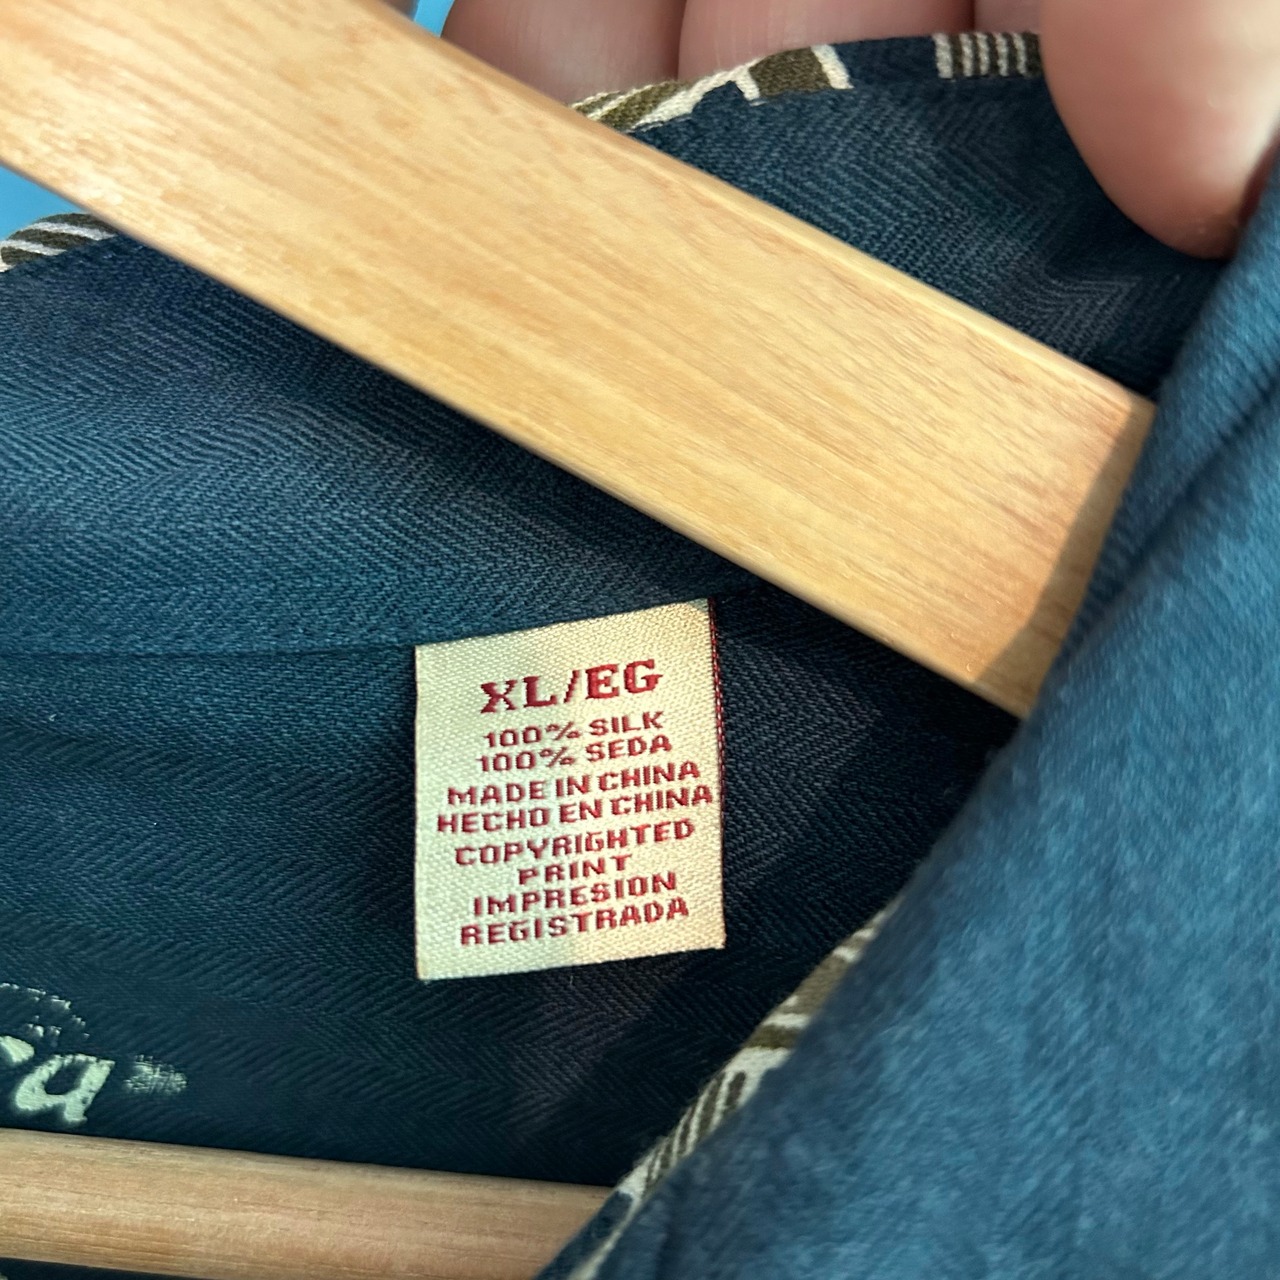 XL/EG
100% SILK
100% SEDA
MADE IN CHINA
HECHO EN CHINA
COPYRIGHTED
PRINT
IMPRESION
REGISTRADA